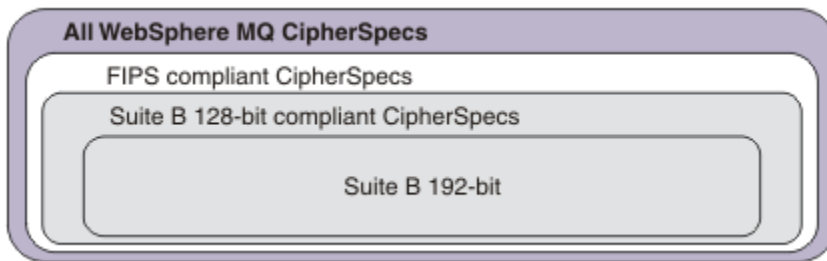 All WebSphere MQ CipherSpecs
FIPS compliant CipherSpecs
Suite B 128-bit compliant CipherSpecs
Suite B 192-bit